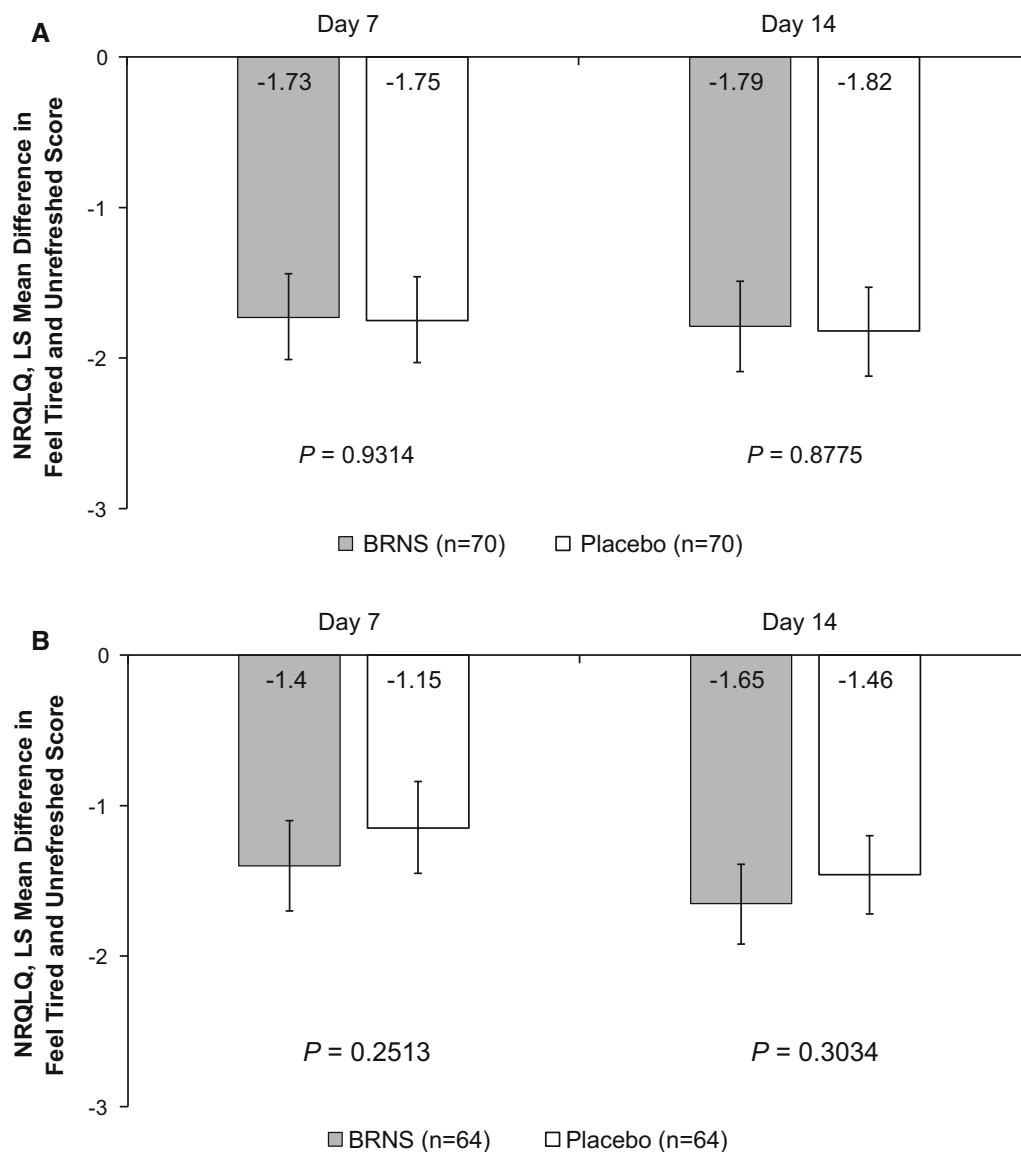 A
Day 7 Day 14
NRQLQ, LS Mean Difference in
Feel Tired and Unrefreshed Score
0
-1
-2
-3
-1.73 -1.75 -1.79 -1.82
P = 0.9314 P = 0.8775
BRNS (n=70) Placebo (n=70)
B
Day 7 Day 14
NRQLQ, LS Mean Difference in
Feel Tired and Unrefreshed Score
0
-1
-2
-3
-1.4 -1.15 -1.65 -1.46
P = 0.2513 P = 0.3034
BRNS (n=64) Placebo (n=64)